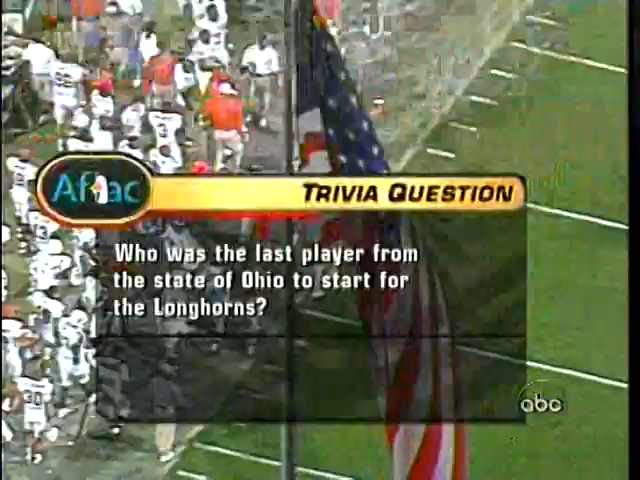 Aflac
TRIVIA QUESTION
Who was the last player from
the state of Ohio to start for
the Longhorns?
abc